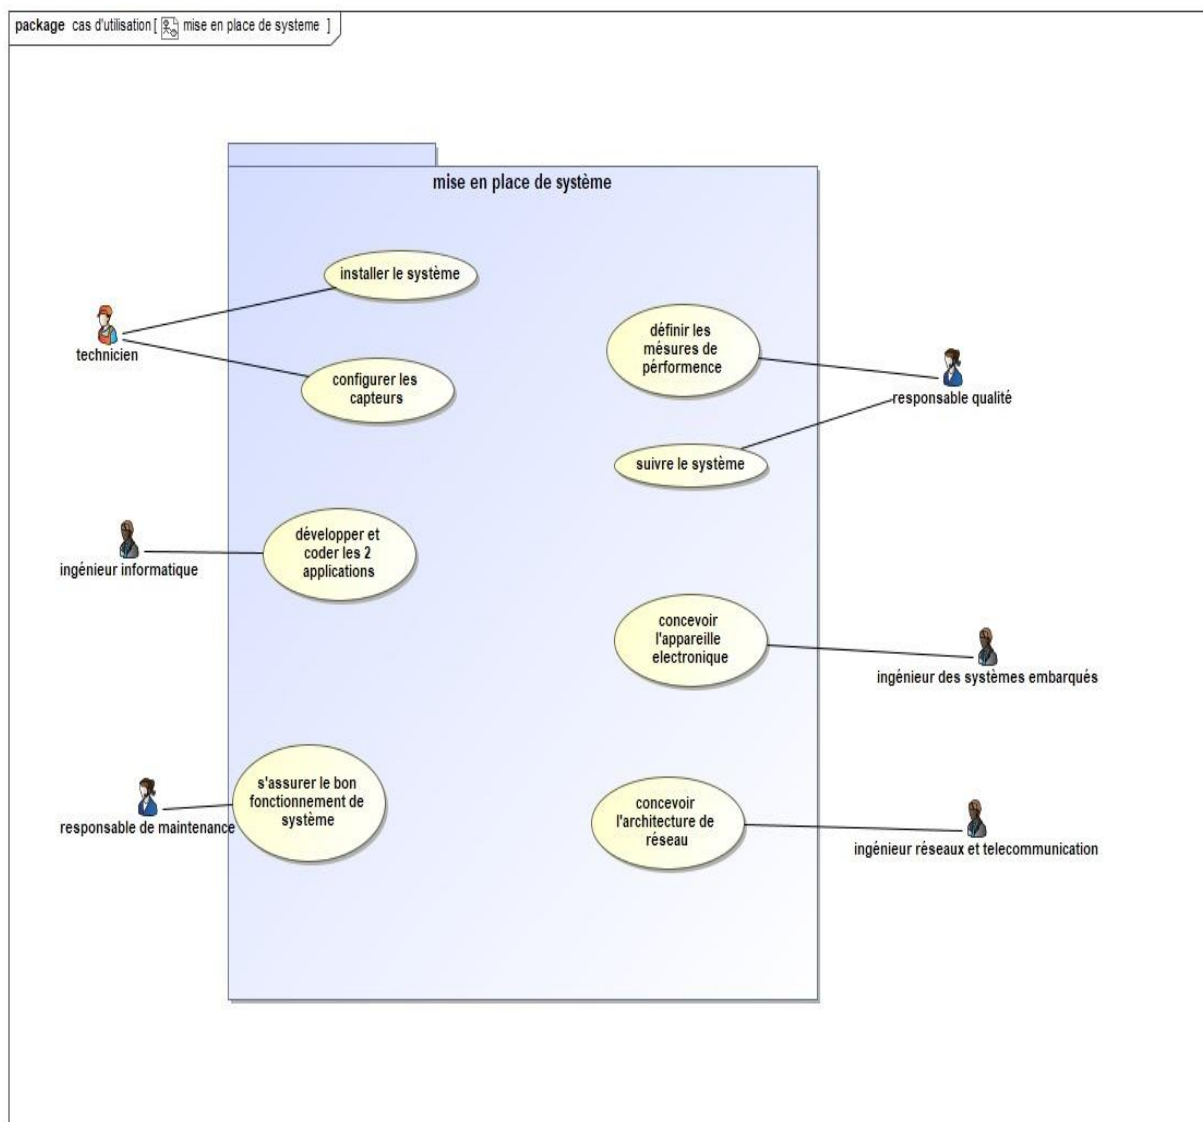 package cas d'utilisation [ mise en place de systeme ]
mise en place de système
installer le système
technicien
configurer les
capteurs
définir les
mésures de
pérformence
responsable qualité
suivre le système
ingénieur informatique
développer et
coder les 2
applications
concevoir
l'appareille
electronique
ingénieur des systèmes embarqués
responsable de maintenance
s'assurer le bon
fonctionnement de
système
concevoir
l'architecture de
réseau
ingénieur réseaux et telecommunication